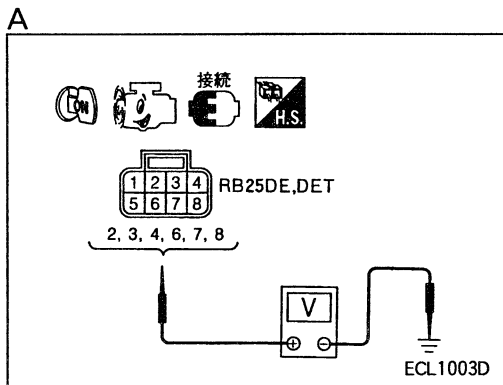 A
ON
接続
H.S.
1 2 3 4
5 6 7 8
RB25DE,DET
2, 3, 4, 6, 7, 8
V
⊕ ⊖
ECL1003D